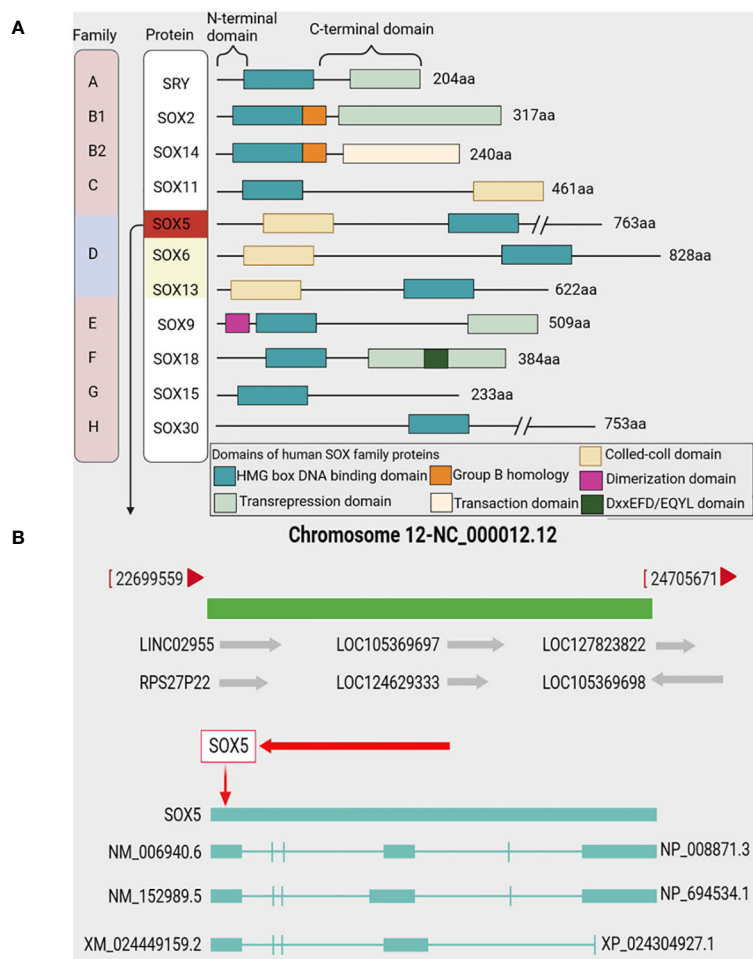 A
Family
Protein
N-terminal
domain
C-terminal domain
A SRY 204aa
B1 SOX2 317aa
B2 SOX14 240aa
C SOX11 461aa
SOX5 763aa
D SOX6 828aa
SOX13 622aa
E SOX9 509aa
F SOX18 384aa
G SOX15 233aa
H SOX30 753aa
Domains of human SOX family proteins
Colled-coll domain
HMG box DNA binding domain
Group B homology
Dimerization domain
Transrepression domain
Transaction domain
DxxEFD/EQYL domain
B
Chromosome 12-NC_000012.12
[22699559
[24705671
LINC02955 LOC105369697 LOC127823822
RPS27P22 LOC124629333 LOC105369698
SOX5
SOX5
NM_006940.6 NP_008871.3
NM_152989.5 NP_694534.1
XM_024449159.2 XP_024304927.1